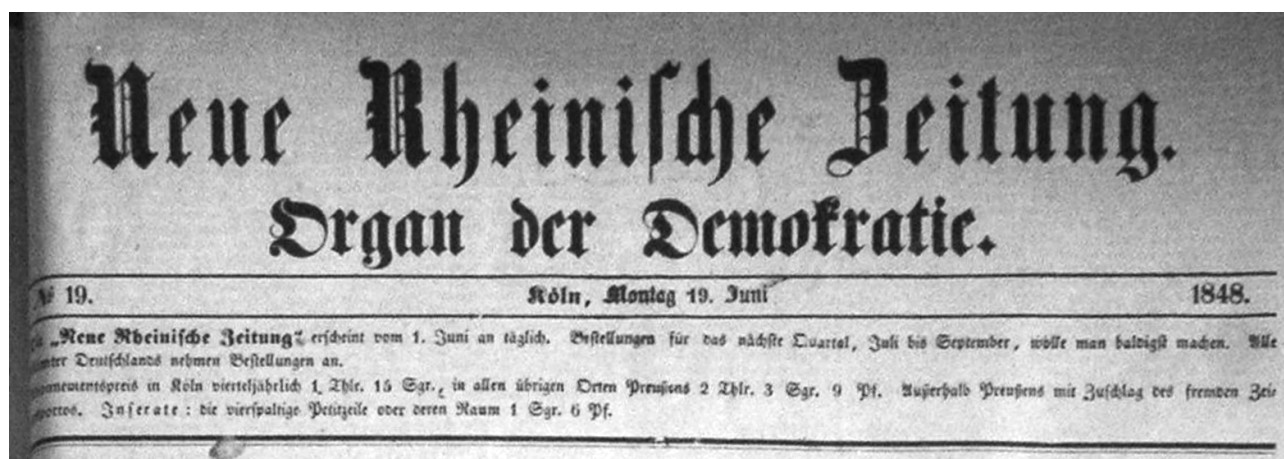 Neue Rheinische Zeitung.
Organ der Demokratie.
№ 19. Köln, Montag 19. Juni 1848.
„Neue Rheinische Zeitung“ erscheint vom 1. Juni an täglich. Bestellungen für das nächste Quartal, Juli bis September, wolle man baldigst machen. Alle
Deutschlands nehmen Bestellungen an.
in Köln vierteljährlich 1 Thlr. 15 Sgr., in allen übrigen Orten Preußens 2 Thlr. 3 Sgr. 9 Pf. Außerhalb Preußens mit Zuschlag des fremden
Inserate: die vierspaltige Petitzeile oder deren Raum 1 Sgr. 6 Pf.